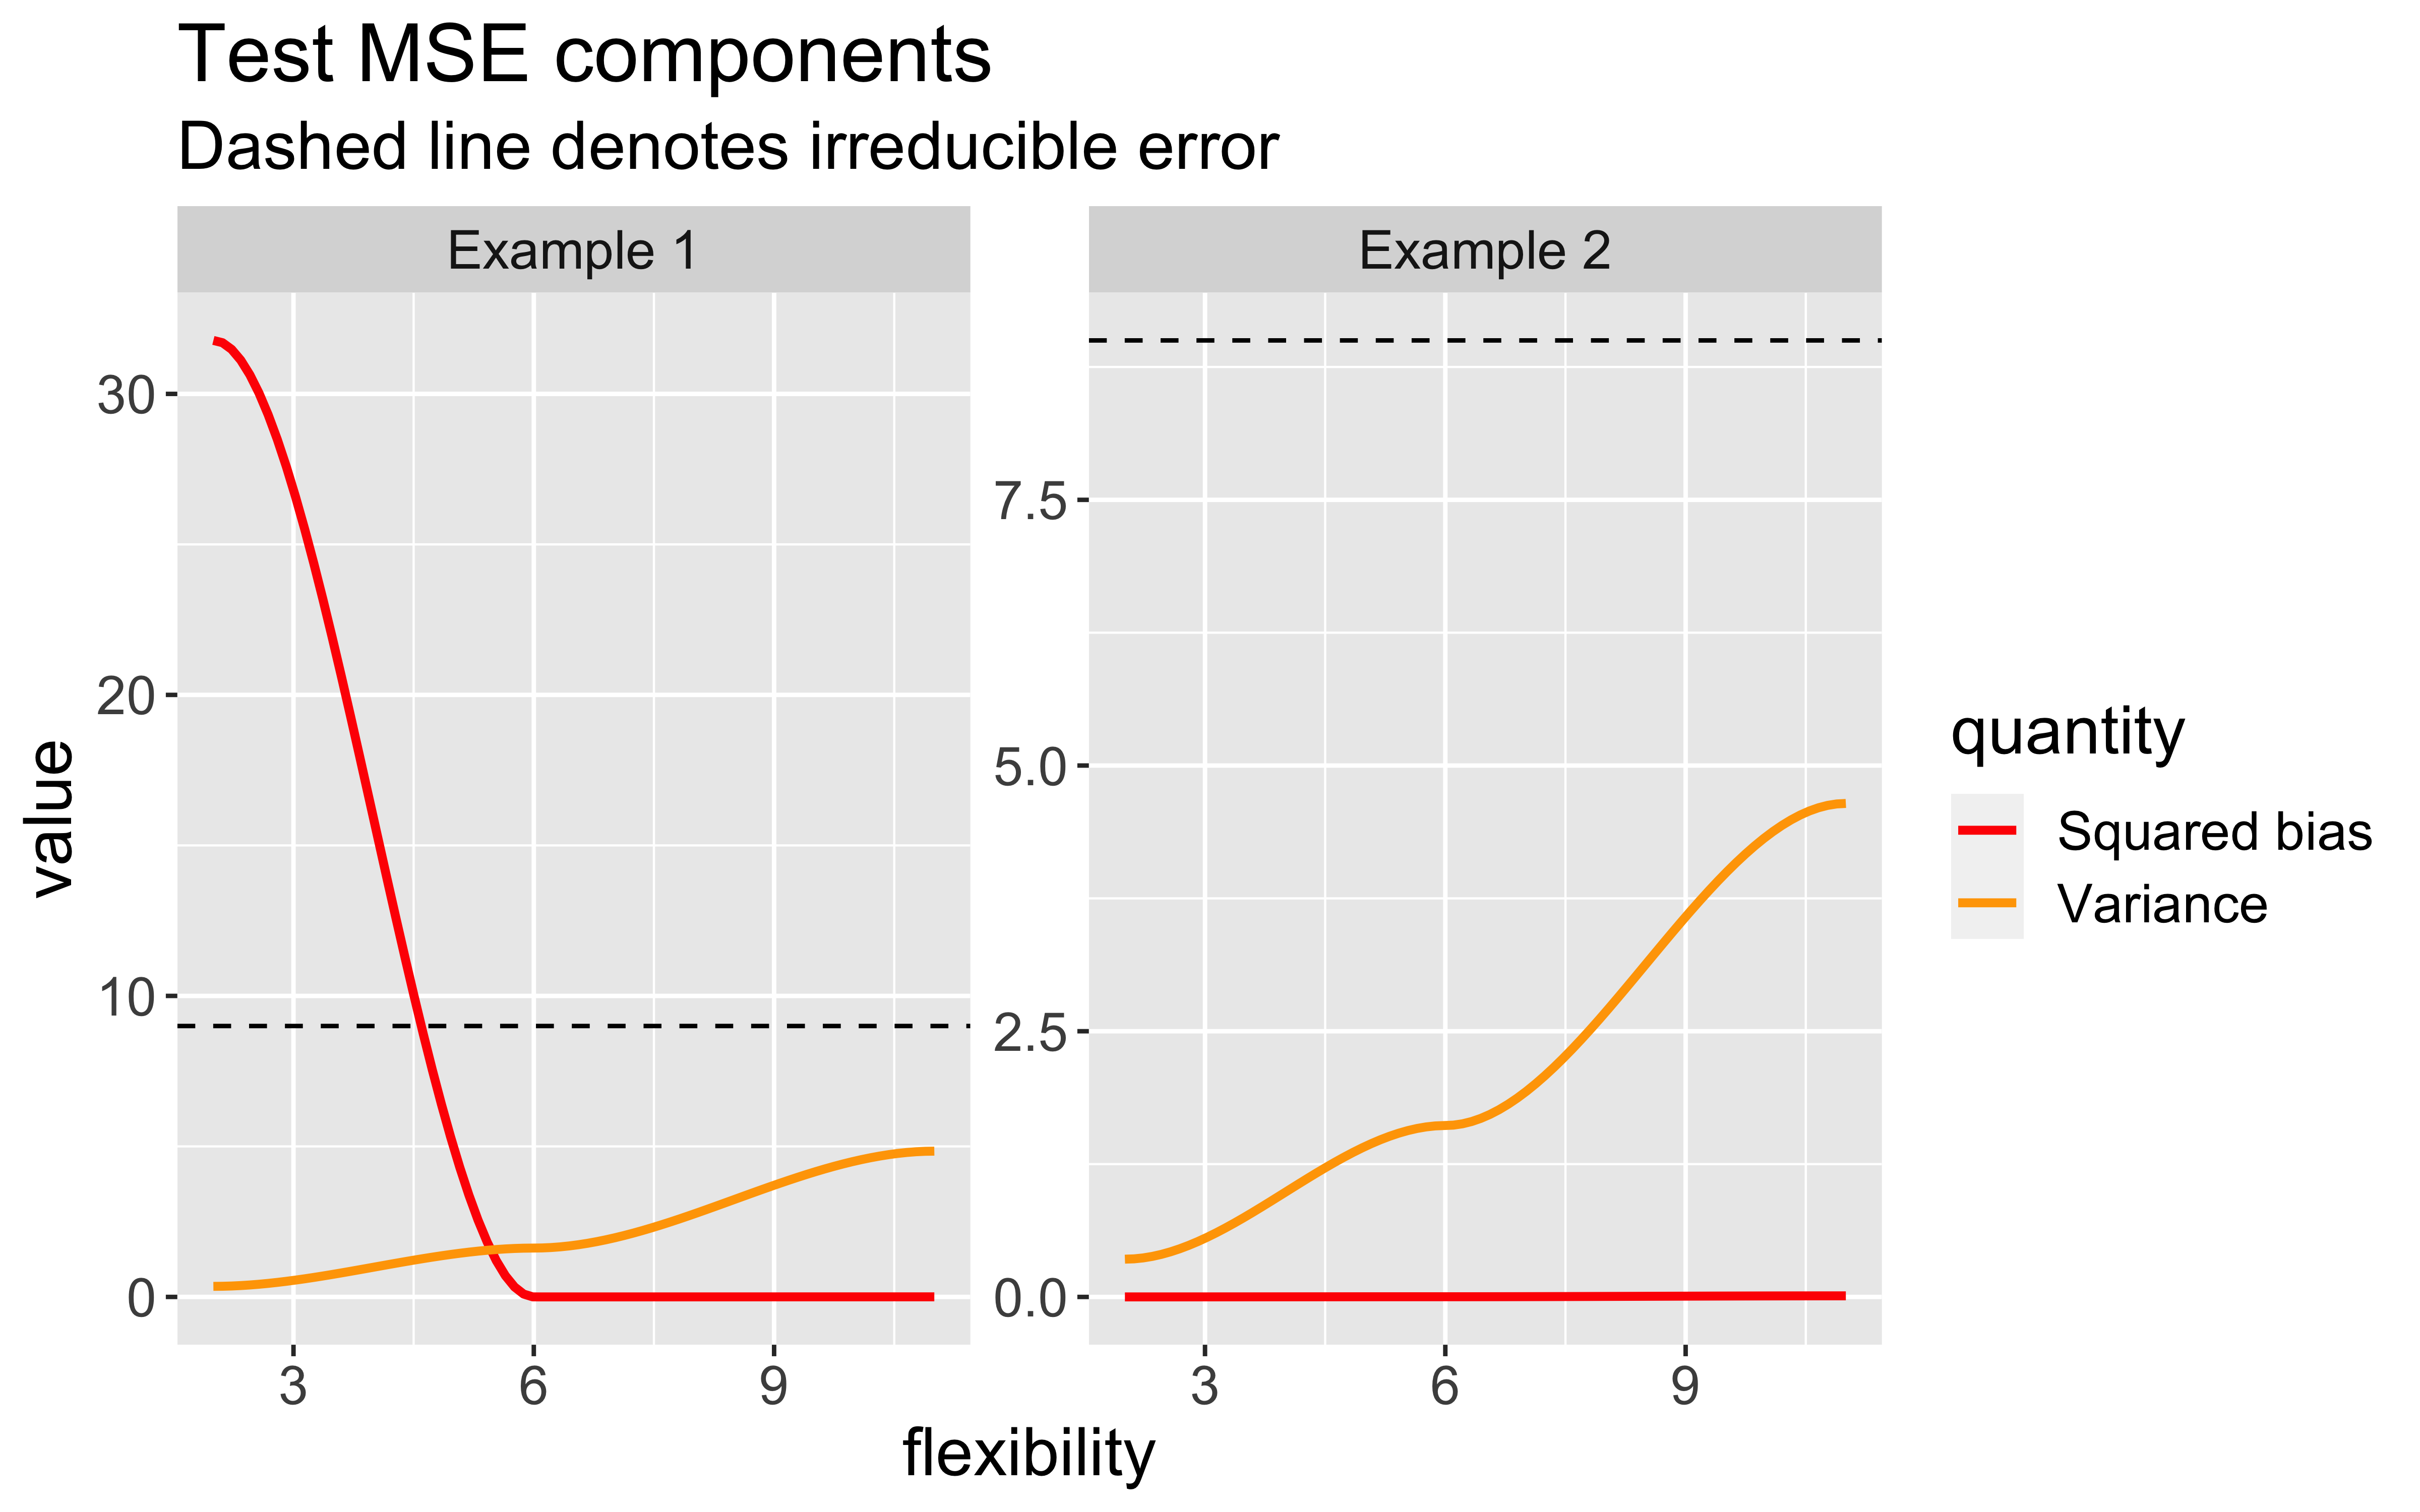 Test MSE components
Dashed line denotes irreducible error
Example 1
Example 2
30
20
10
0
7.5
5.0
2.5
0.0
value
3
6
9
3
6
9
flexibility
quantity
Squared bias
Variance